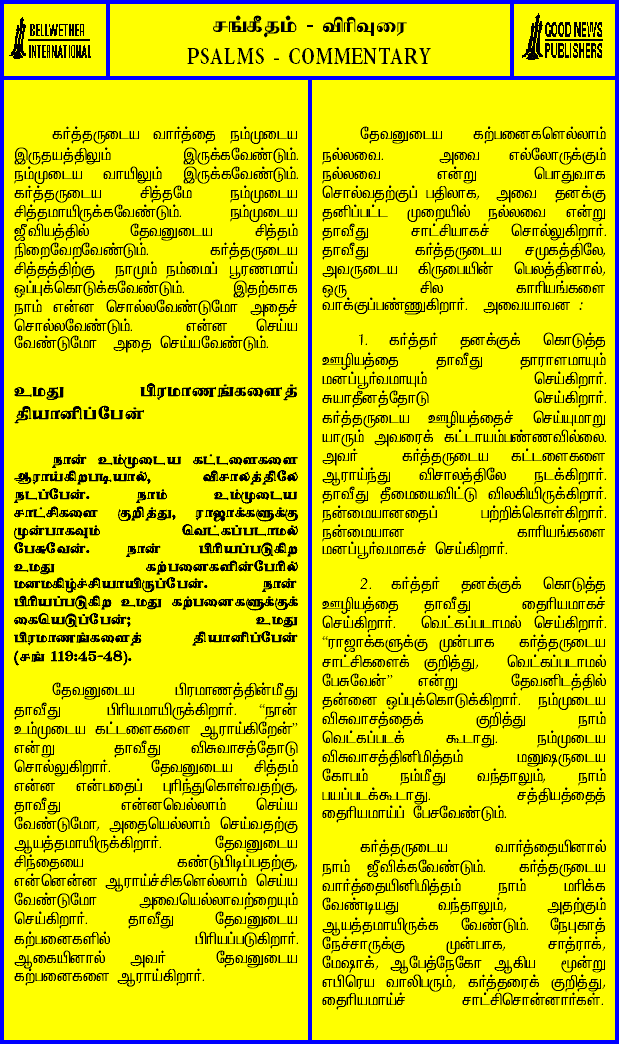 BELLWETHER
INTERNATIONAL
சங்கீதம் - விரிவுரை
PSALMS - COMMENTARY
GOOD NEWS
PUBLISHERS
கர்த்தருடைய வார்த்தை நம்முடைய
இருதயத்திலும் இருக்கவேண்டும்.
நம்முடைய வாயிலும் இருக்கவேண்டும்.
கர்த்தருடைய சித்தமே நம்முடைய
சித்தமாயிருக்கவேண்டும். நம்முடைய
ஜீவியத்தில் தேவனுடைய சித்தம்
நிறைவேறவேண்டும். கர்த்தருடைய
சித்தத்திற்கு நாமும் நம்மைப் பூரணமாய்
ஒப்புக்கொடுக்கவேண்டும். இதற்காக
நாம் என்ன சொல்லவேண்டுமோ அதைச்
சொல்லவேண்டும். என்ன செய்ய
வேண்டுமோ அதை செய்யவேண்டும்.
உமது பிரமாணங்களைத்
தியானிப்பேன்
நான் உம்முடைய கட்டளைகளை
ஆராய்கிறபடியால், விசாலத்திலே
நடப்பேன். நாம் உம்முடைய
சாட்சிகளை குறித்து, ராஜாக்களுக்கு
முன்பாகவும் வெட்கப்படாமல்
பேசுவேன். நான் பிரியப்படுகிற
உமது கற்பனைகளின்பேரில்
மனமகிழ்ச்சியாயிருப்பேன். நான்
பிரியப்படுகிற உமது கற்பனைகளுக்குக்
கையெடுப்பேன்; உமது
பிரமாணங்களைத் தியானிப்பேன்
(சங் 119:45-48).
தேவனுடைய பிரமாணத்தின்மீது
தாவீது பிரியமாயிருக்கிறார். “நான்
உம்முடைய கட்டளைகளை ஆராய்கிறேன்”
என்று தாவீது விசுவாசத்தோடு
சொல்லுகிறார். தேவனுடைய சித்தம்
என்ன என்பதைப் புரிந்துகொள்வதற்கு,
தாவீது என்னவெல்லாம் செய்ய
வேண்டுமோ, அதையெல்லாம் செய்வதற்கு
ஆயத்தமாயிருக்கிறார். தேவனுடைய
சிந்தையை கண்டுபிடிப்பதற்கு,
என்னென்ன ஆராய்ச்சிகளெல்லாம் செய்ய
வேண்டுமோ அவையெல்லாவற்றையும்
செய்கிறார். தாவீது தேவனுடைய
கற்பனைகளில் பிரியப்படுகிறார்.
ஆகையினால் அவர் தேவனுடைய
கற்பனைகளை ஆராய்கிறார்.
தேவனுடைய கற்பனைகளெல்லாம்
நல்லவை. அவை எல்லோருக்கும்
நல்லவை என்று பொதுவாக
சொல்வதற்குப் பதிலாக, அவை தனக்கு
தனிப்பட்ட முறையில் நல்லவை என்று
தாவீது சாட்சியாகச் சொல்லுகிறார்.
தாவீது கர்த்தருடைய சமுகத்திலே,
அவருடைய கிருபையின் பெலத்தினால்,
ஒரு சில காரியங்களை
வாக்குப்பண்ணுகிறார். அவையாவன :
1. கர்த்தர் தனக்குக் கொடுத்த
ஊழியத்தை தாவீது தாராளமாயும்
மனப்பூர்வமாயும் செய்கிறார்.
சுயாதீனத்தோடு செய்கிறார்.
கர்த்தருடைய ஊழியத்தைச் செய்யுமாறு
யாரும் அவரைக் கட்டாயம்பண்ணவில்லை.
அவர் கர்த்தருடைய கட்டளைகளை
ஆராய்ந்து விசாலத்திலே நடக்கிறார்.
தாவீது தீமையைவிட்டு விலகியிருக்கிறார்.
நன்மையானதைப் பற்றிக்கொள்கிறார்.
நன்மையான காரியங்களை
மனப்பூர்வமாகச் செய்கிறார்.
2. கர்த்தர் தனக்குக் கொடுத்த
ஊழியத்தை தாவீது தைரியமாகச்
செய்கிறார். வெட்கப்படாமல் செய்கிறார்.
“ராஜாக்களுக்கு முன்பாக கர்த்தருடைய
சாட்சிகளைக் குறித்து, வெட்கப்படாமல்
பேசுவேன்” என்று தேவனிடத்தில்
தன்னை ஒப்புக்கொடுக்கிறார். நம்முடைய
விசுவாசத்தைக் குறித்து நாம்
வெட்கப்படக் கூடாது. நம்முடைய
விசுவாசத்தினிமித்தம் மனுஷருடைய
கோபம் நம்மீது வந்தாலும், நாம்
பயப்படக்கூடாது. சத்தியத்தைத்
தைரியமாய்ப் பேசவேண்டும்.
கர்த்தருடைய வார்த்தையினால்
நாம் ஜீவிக்கவேண்டும். கர்த்தருடைய
வார்த்தையினிமித்தம் நாம் மரிக்க
வேண்டியது வந்தாலும், அதற்கும்
ஆயத்தமாயிருக்க வேண்டும். நேபுகாத்
நேச்சாருக்கு முன்பாக, சாத்ராக்,
மேஷாக், ஆபேத்நேகோ ஆகிய மூன்று
எபிரெய வாலிபரும், கர்த்தரைக் குறித்து,
தைரியமாய்ச் சாட்சிசொன்னார்கள்.